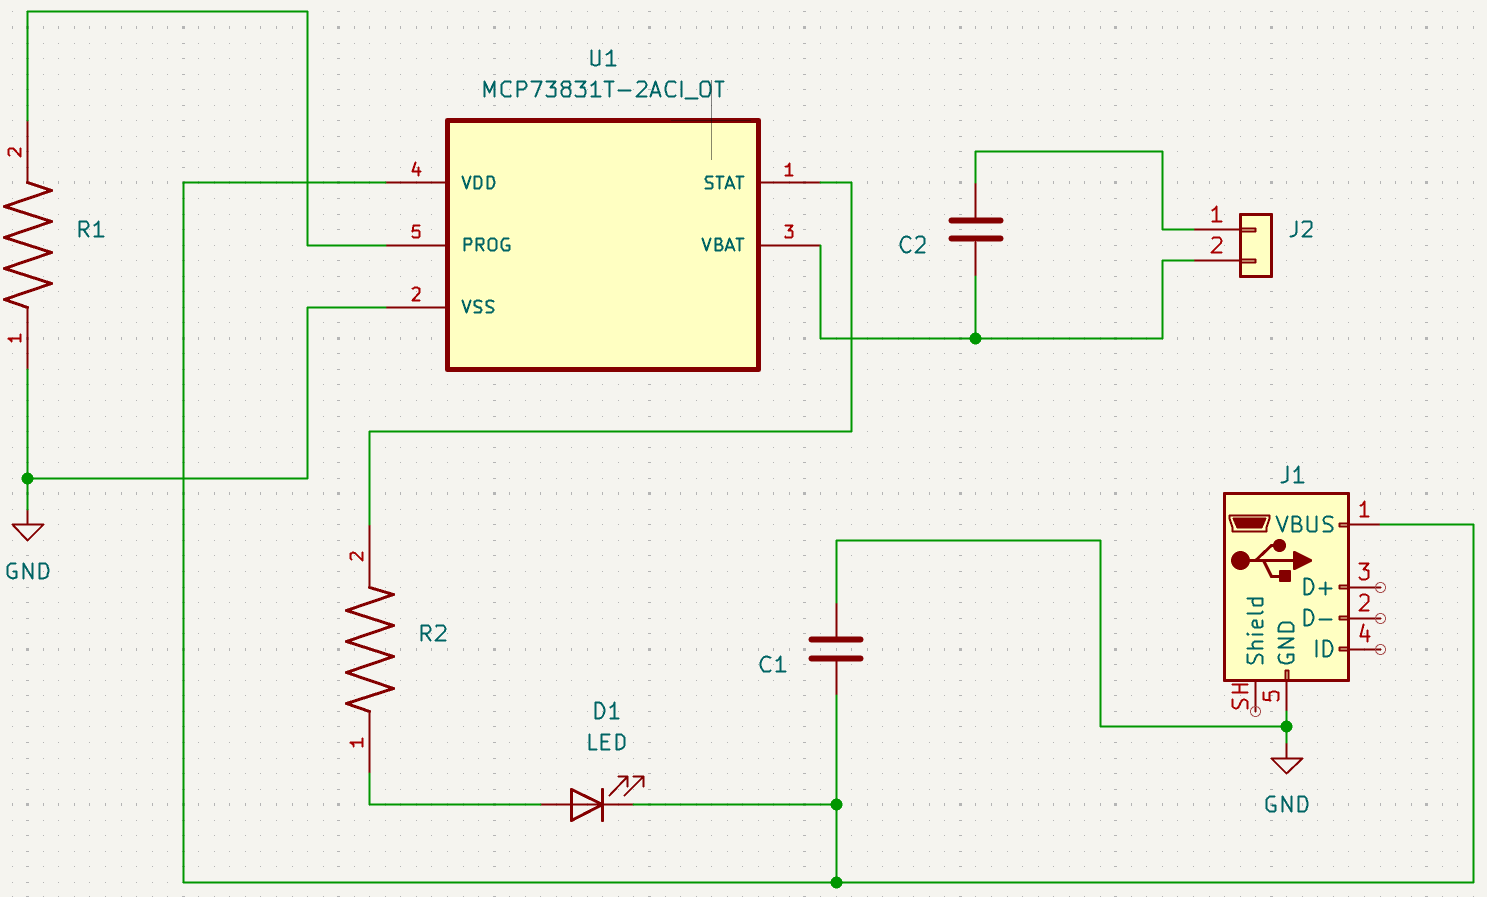 U1
MCP73831T-2ACI_OT
2
R1
1
GND
4
VDD
5
PROG
2
VSS
STAT
1
VBAT
3
C2
1
2
J2
2
R2
1
D1
LED
C1
J1
VBUS
1
D+
3
D-
2
ID
4
Shield
GND
SH
5
GND